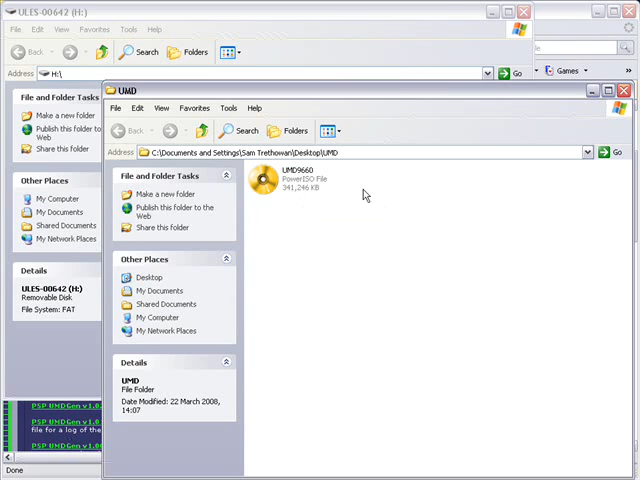 ULES-00642 (H:)
File Edit View Favorites Tools Help
Back Search Folders
Address H:\ Go
Games »
File and Folder Tasks
Make a new folder
Publish this folder to the
Web
Share this folder
Other Places
My Computer
My Documents
Shared Documents
My Network Places
Details
ULES-00642 (H:)
Removable Disk
File System: FAT
PSP UMDGen v1.0
PSP UMDGen v1.0
file for a log of the
PSP UMDGen v1.0
Done
UMD
File Edit View Favorites Tools Help
Back Search Folders
Address C:\Documents and Settings\Sam Trethowan\Desktop\UMD Go
File and Folder Tasks
Make a new folder
Publish this folder to the
Web
Share this folder
Other Places
Desktop
My Documents
Shared Documents
My Computer
My Network Places
Details
UMD
File Folder
Date Modified: 22 March 2008,
14:07
UMD9660
PowerISO File
341,246 KB